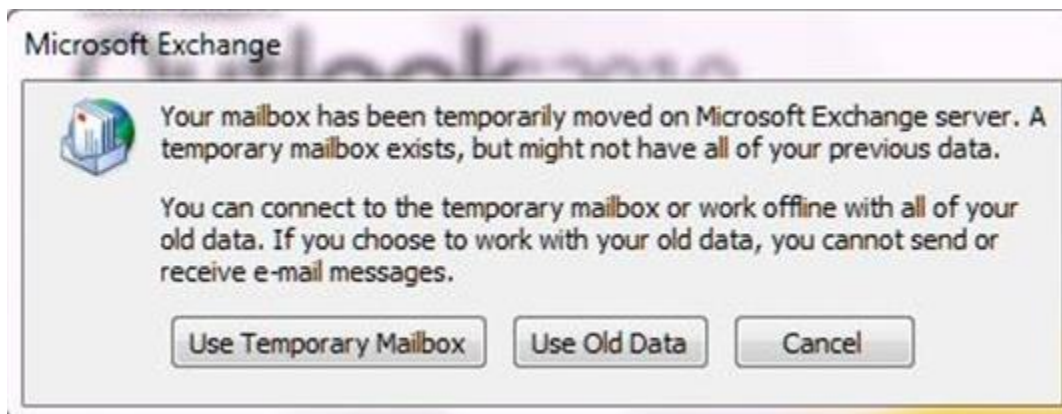 Microsoft Exchange
Outlook 2010
Your mailbox has been temporarily moved on Microsoft Exchange server. A
temporary mailbox exists, but might not have all of your previous data.
You can connect to the temporary mailbox or work offline with all of your
old data. If you choose to work with your old data, you cannot send or
receive e-mail messages.
Use Temporary Mailbox Use Old Data Cancel